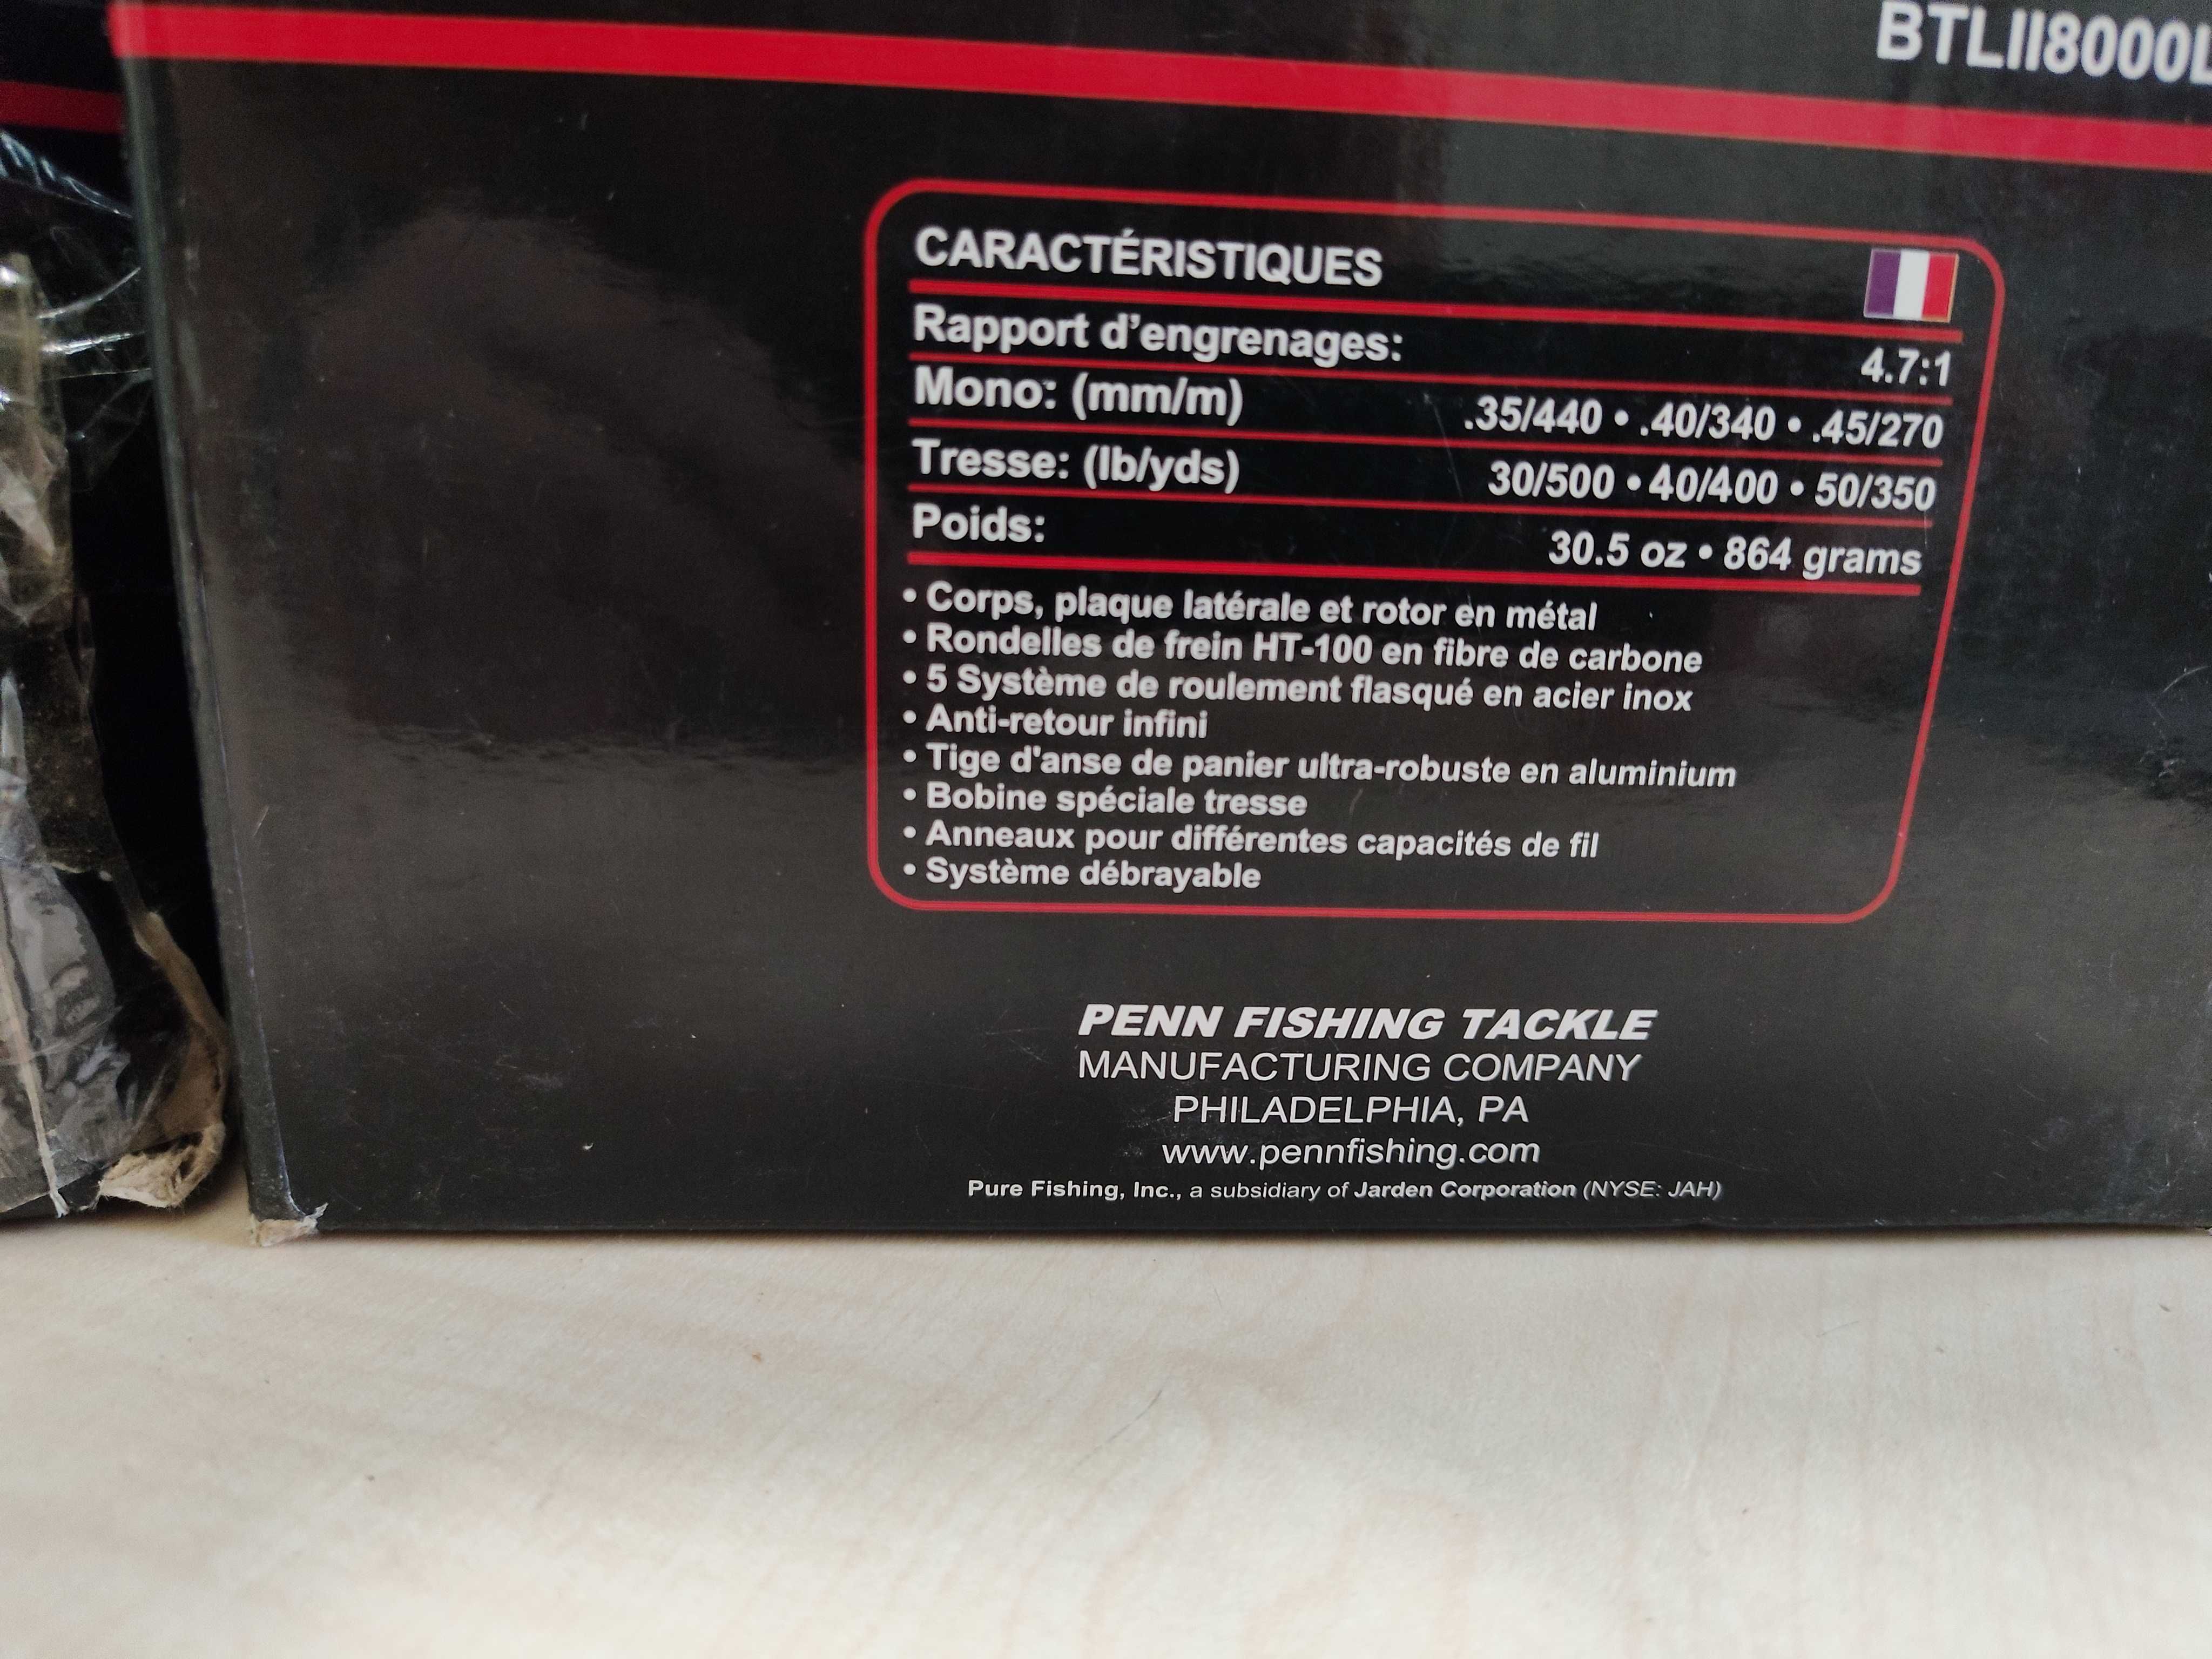 BTLII8000L
CARACTÉRISTIQUES
Rapport d'engrenages: 4.7:1
Mono: (mm/m) .35/440 • .40/340 • .45/270
Tresse: (lb/yds) 30/500 • 40/400 • 50/350
Poids: 30.5 oz • 864 grams
• Corps, plaque latérale et rotor en métal
• Rondelles de frein HT-100 en fibre de carbone
• 5 Système de roulement flasqué en acier inox
• Anti-retour infini
• Tige d'anse de panier ultra-robuste en aluminium
• Bobine spéciale tresse
• Anneaux pour différentes capacités de fil
• Système débrayable
PENN FISHING TACKLE
MANUFACTURING COMPANY
PHILADELPHIA, PA
www.pennfishing.com
Pure Fishing, Inc., a subsidiary of Jarden Corporation (NYSE: JAH)